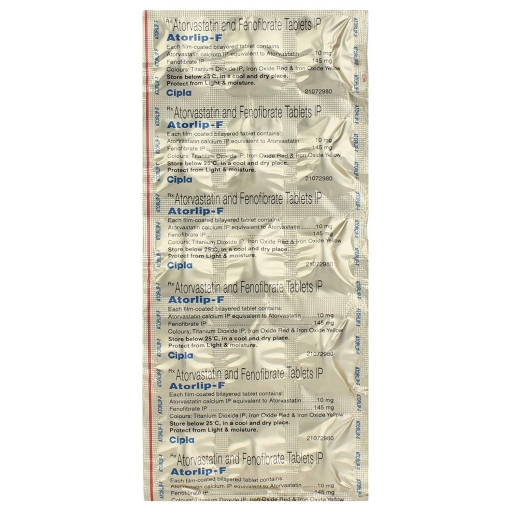 Rx Atorvastatin and Fenofibrate Tablets IP
Atorlip-F
Each film-coated bilayered tablet contains:
Atorvastatin calcium IP equivalent to Atorvastatin 10 mg
Fenofibrate IP 145 mg
Colours: Titanium Dioxide IP, Iron Oxide Red & Iron Oxide Yellow
Store below 25°C, in a cool and dry place.
Protect from Light & moisture.
Cipla 21072980
Rx Atorvastatin and Fenofibrate Tablets IP
Atorlip-F
Each film-coated bilayered tablet contains:
Atorvastatin calcium IP equivalent to Atorvastatin 10 mg
Fenofibrate IP 145 mg
Colours: Titanium Dioxide IP, Iron Oxide Red & Iron Oxide Yellow
Store below 25°C, in a cool and dry place.
Protect from Light & moisture.
Cipla 21072980
Rx Atorvastatin and Fenofibrate Tablets IP
Atorlip-F
Each film-coated bilayered tablet contains:
Atorvastatin calcium IP equivalent to Atorvastatin 10 mg
Fenofibrate IP 145 mg
Colours: Titanium Dioxide IP, Iron Oxide Red & Iron Oxide Yellow
Store below 25°C, in a cool and dry place.
Protect from Light & moisture.
Cipla 21072980
Rx Atorvastatin and Fenofibrate Tablets IP
Atorlip-F
Each film-coated bilayered tablet contains:
Atorvastatin calcium IP equivalent to Atorvastatin 10 mg
Fenofibrate IP 145 mg
Colours: Titanium Dioxide IP, Iron Oxide Red & Iron Oxide Yellow
Store below 25°C, in a cool and dry place.
Protect from Light & moisture.
Cipla 21072980
Rx Atorvastatin and Fenofibrate Tablets IP
Atorlip-F
Each film-coated bilayered tablet contains:
Atorvastatin calcium IP equivalent to Atorvastatin 10 mg
Fenofibrate IP 145 mg
Colours: Titanium Dioxide IP, Iron Oxide Red & Iron Oxide Yellow
Store below 25°C, in a cool and dry place.
Protect from Light & moisture.
Cipla 21072980
Rx Atorvastatin and Fenofibrate Tablets IP
Atorlip-F
Each film-coated bilayered tablet contains:
Atorvastatin calcium IP equivalent to Atorvastatin 10 mg
Fenofibrate IP 145 mg
Colours: Titanium Dioxide IP, Iron Oxide Red & Iron Oxide Yellow